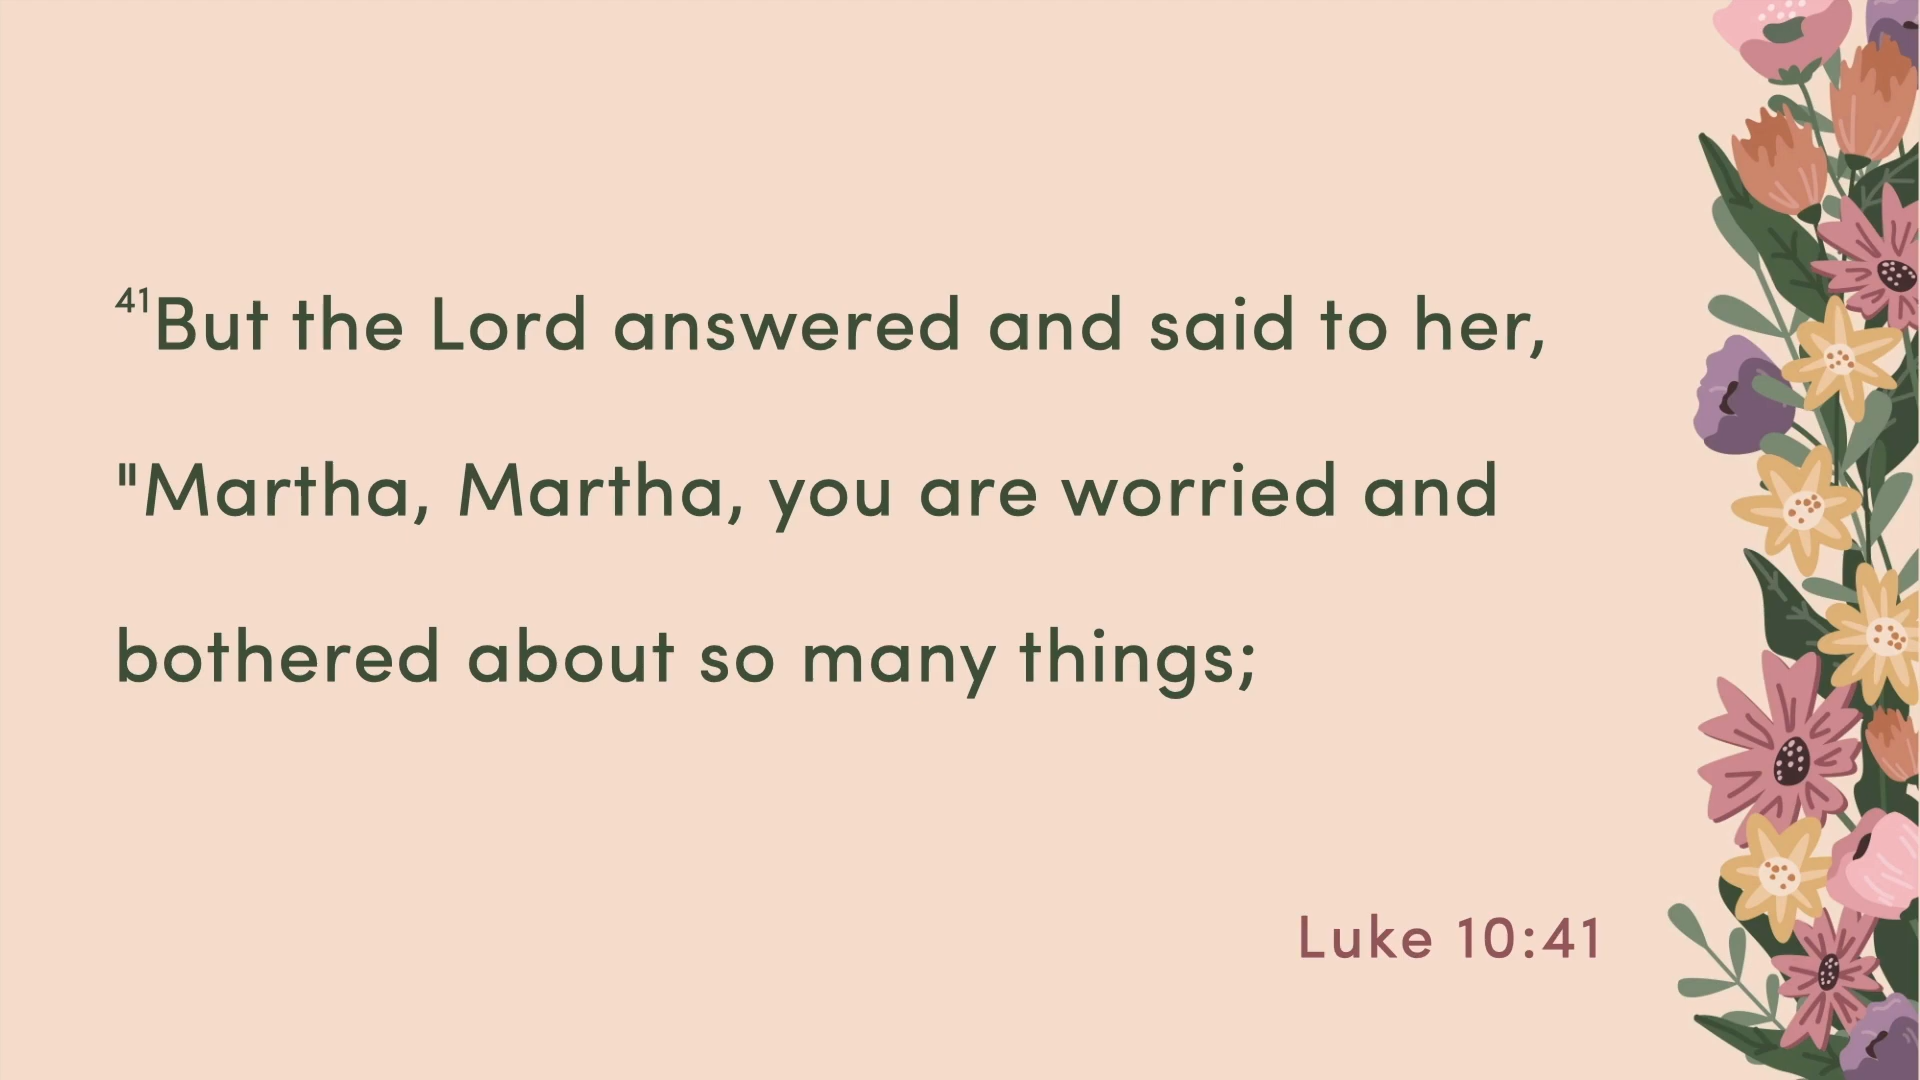 41But the Lord answered and said to her,
"Martha, Martha, you are worried and
bothered about so many things;
Luke 10:41